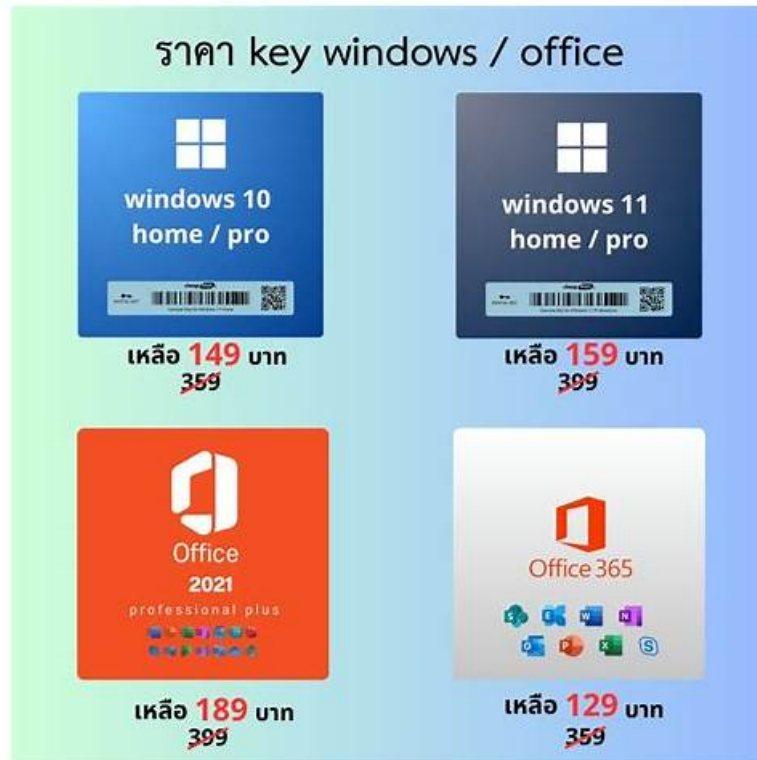 ราคา key windows / office
windows 10
home / pro
windows 11
home / pro
เหลือ 149 บาท
359
เหลือ 159 บาท
399
Office
2021
professional plus
Office 365
S E W N
O P X S
เหลือ 189 บาท
399
เหลือ 129 บาท
359